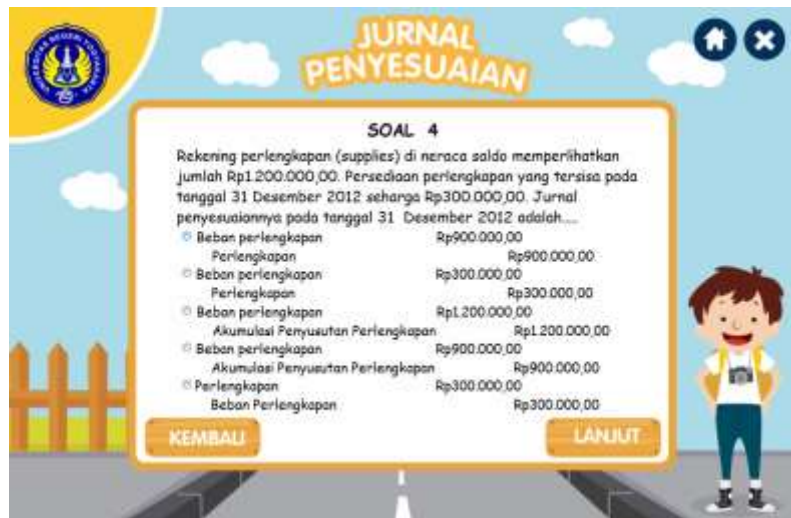 JURNAL
PENYESUAIAN
UNIVERSITAS NEGERI YOGYAKARTA
SOAL 4
Rekening perlengkapan (supplies) di neraca saldo memperlihatkan
jumlah Rp1.200.000,00. Persediaan perlengkapan yang tersisa pada
tanggal 31 Desember 2012 seharga Rp300.000,00. Jurnal
penyesuaiannya pada tanggal 31 Desember 2012 adalah....
Beban perlengkapan Rp900.000,00
Perlengkapan Rp900.000,00
Beban perlengkapan Rp300.000,00
Perlengkapan Rp300.000,00
Beban perlengkapan Rp1.200.000,00
Akumulasi Penyusutan Perlengkapan Rp1.200.000,00
Beban perlengkapan Rp900.000,00
Akumulasi Penyusutan Perlengkapan Rp900.000,00
Perlengkapan Rp300.000,00
Beban Perlengkapan Rp300.000,00
KEMBALI
LANJUT